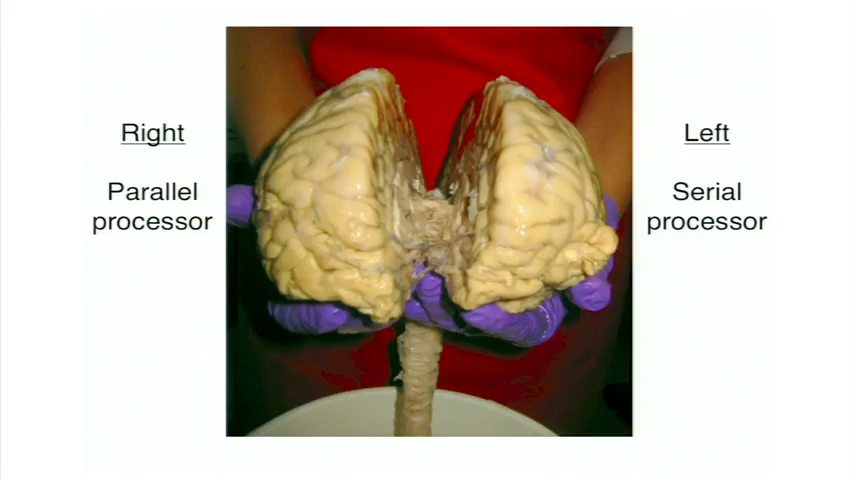 Right
Parallel
processor
Left
Serial
processor